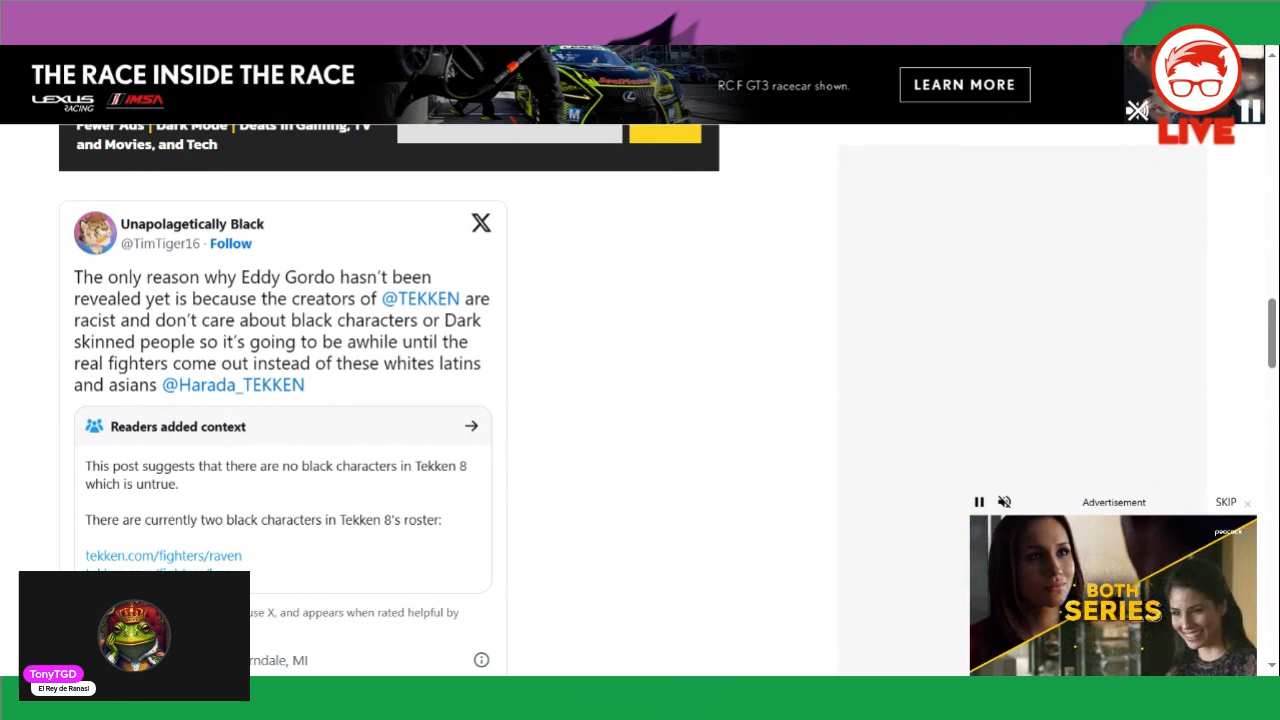 THE RACE INSIDE THE RACE
LEXUS RACING IMSA
RC F GT3 racecar shown.
LEARN MORE
LIVE
Fewer Ads | Dark Mode | Deals in Gaming, TV
and Movies, and Tech
Unapolagetically Black
@TimTiger16 · Follow
The only reason why Eddy Gordo hasn't been
revealed yet is because the creators of @TEKKEN are
racist and don't care about black characters or Dark
skinned people so it's going to be awhile until the
real fighters come out instead of these whites latins
and asians @Harada_TEKKEN
Readers added context
This post suggests that there are no black characters in Tekken 8
which is untrue.
There are currently two black characters in Tekken 8's roster:
tekken.com/fighters/raven
use X, and appears when rated helpful by
rndale, MI
Advertisement
SKIP
peacock
BOTH
SERIES
TonyTGD
El Rey de Ranas!